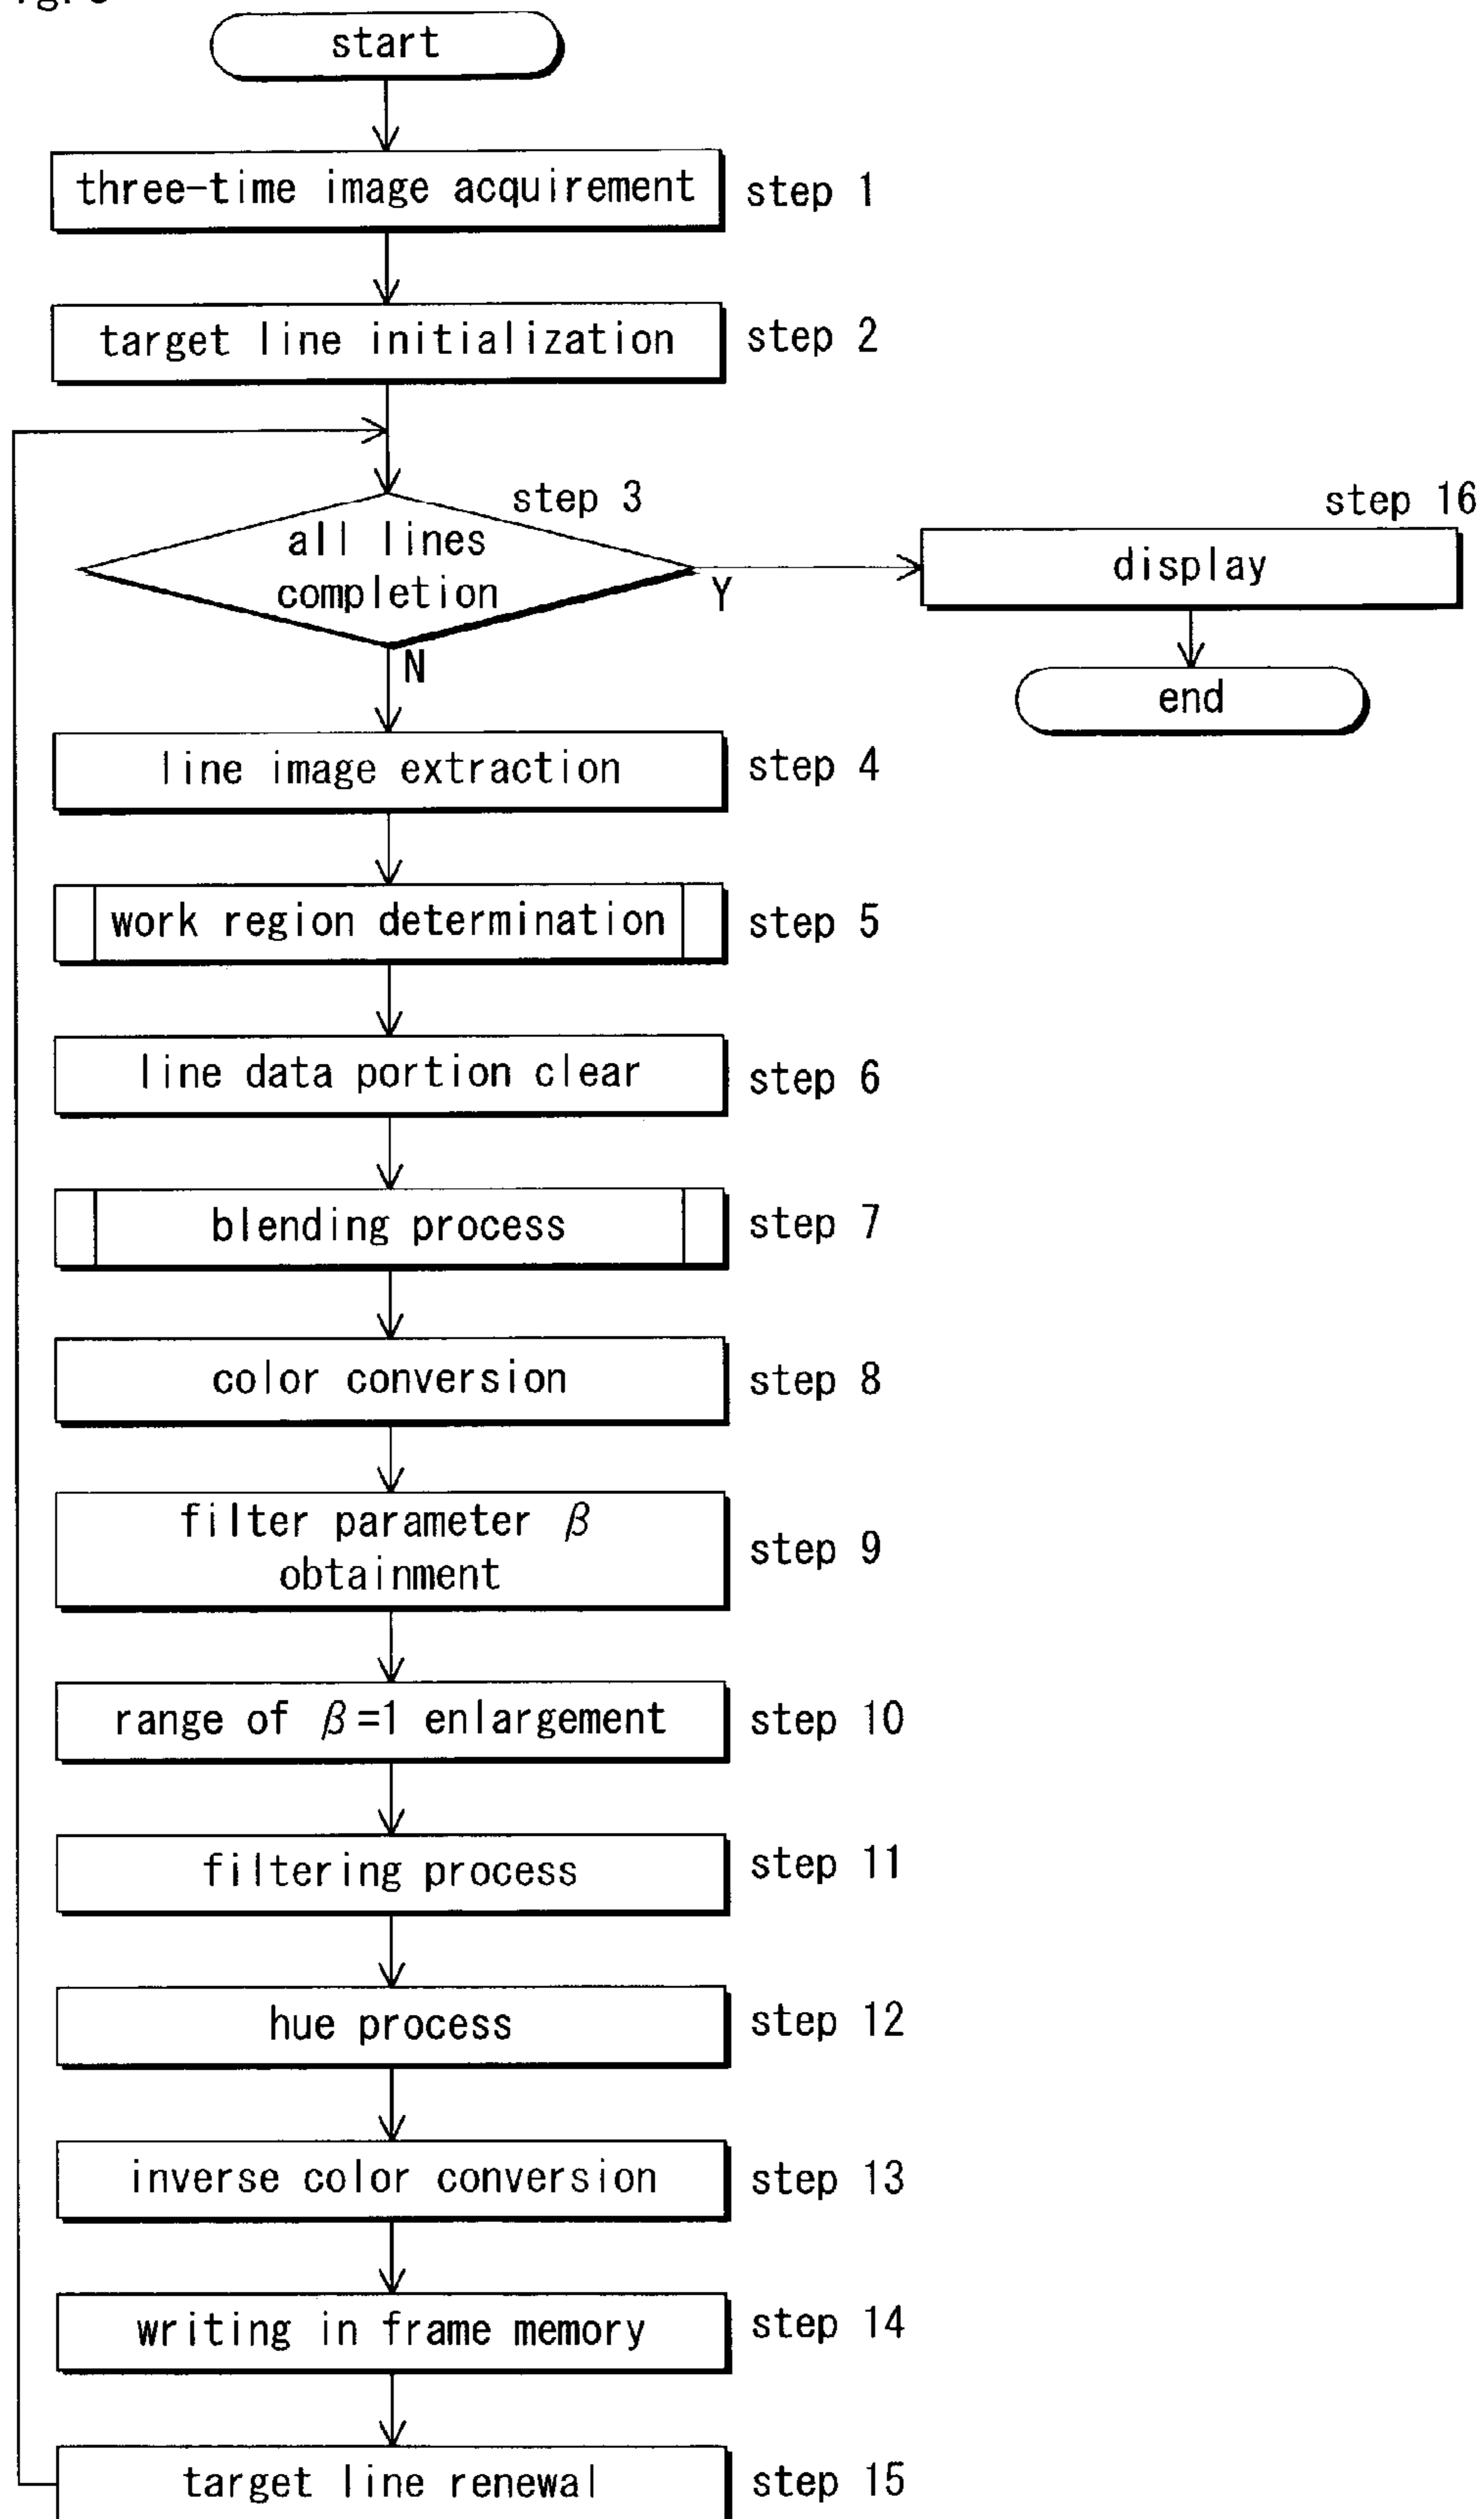 start
three-time image acquirement step 1
target line initialization step 2
step 3
all lines
completion
Y
N
step 16
display
end
line image extraction step 4
work region determination step 5
line data portion clear step 6
blending process step 7
color conversion step 8
filter parameter β
obtainment
step 9
range of β=1 enlargement step 10
filtering process step 11
hue process step 12
inverse color conversion step 13
writing in frame memory step 14
target line renewal step 15